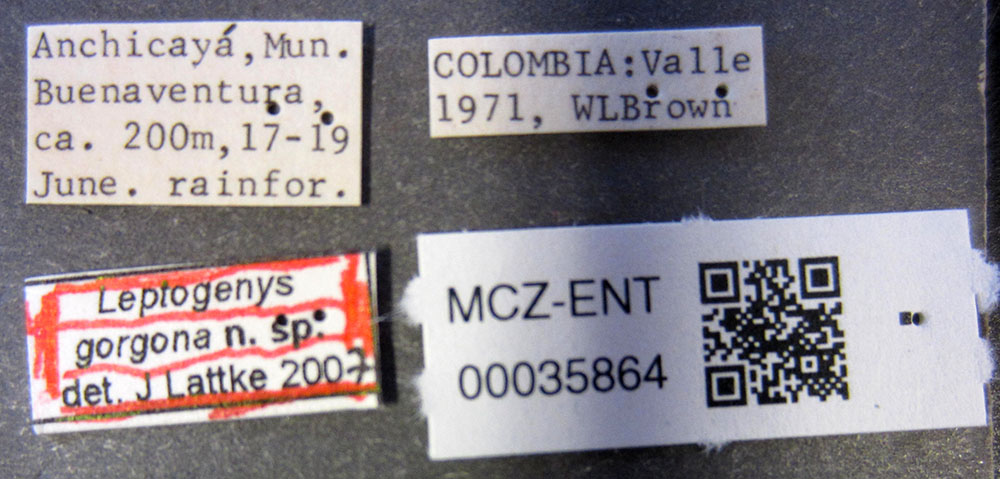 Anchicayá, Mun.
Buenaventura,
ca. 200m, 17-19
June. rainfor.
COLOMBIA: Valle
1971, WLBrown
Leptogenys
gorgona n. sp.
det. J Lattke 2007
MCZ-ENT
00035864